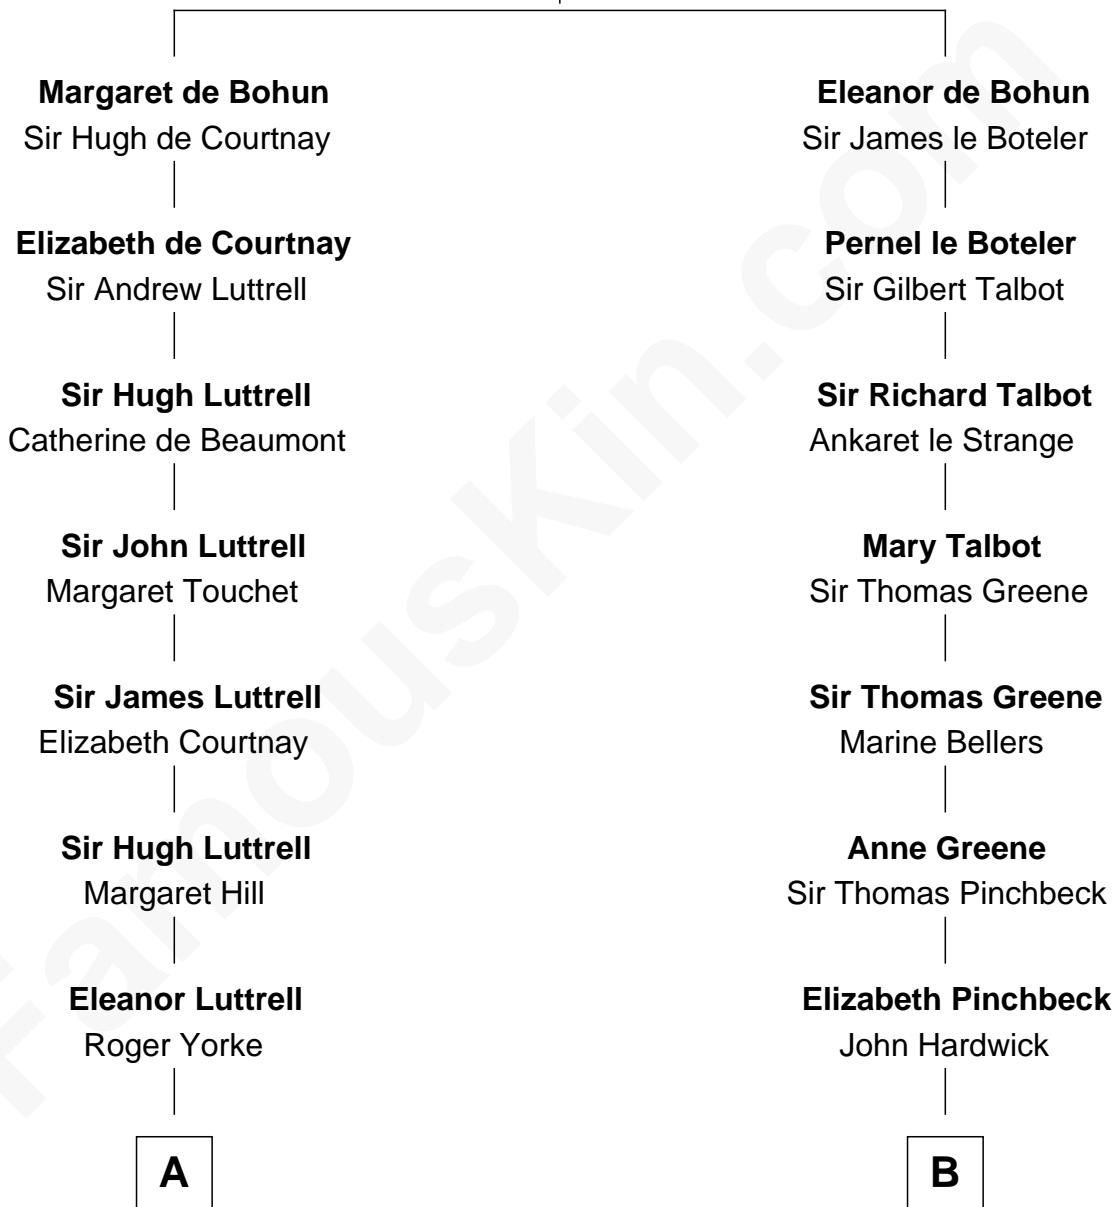 Margaret de Bohun
Sir Hugh de Courtnay
Eleanor de Bohun
Sir James le Boteler
Elizabeth de Courtnay
Sir Andrew Luttrell
Pernel le Boteler
Sir Gilbert Talbot
Sir Hugh Luttrell
Catherine de Beaumont
Sir Richard Talbot
Ankaret le Strange
Sir John Luttrell
Margaret Touchet
Mary Talbot
Sir Thomas Greene
Sir James Luttrell
Elizabeth Courtnay
Sir Thomas Greene
Marine Bellers
Sir Hugh Luttrell
Margaret Hill
Anne Greene
Sir Thomas Pinchbeck
Eleanor Luttrell
Roger Yorke
Elizabeth Pinchbeck
John Hardwick
A
B
FamousKin.com